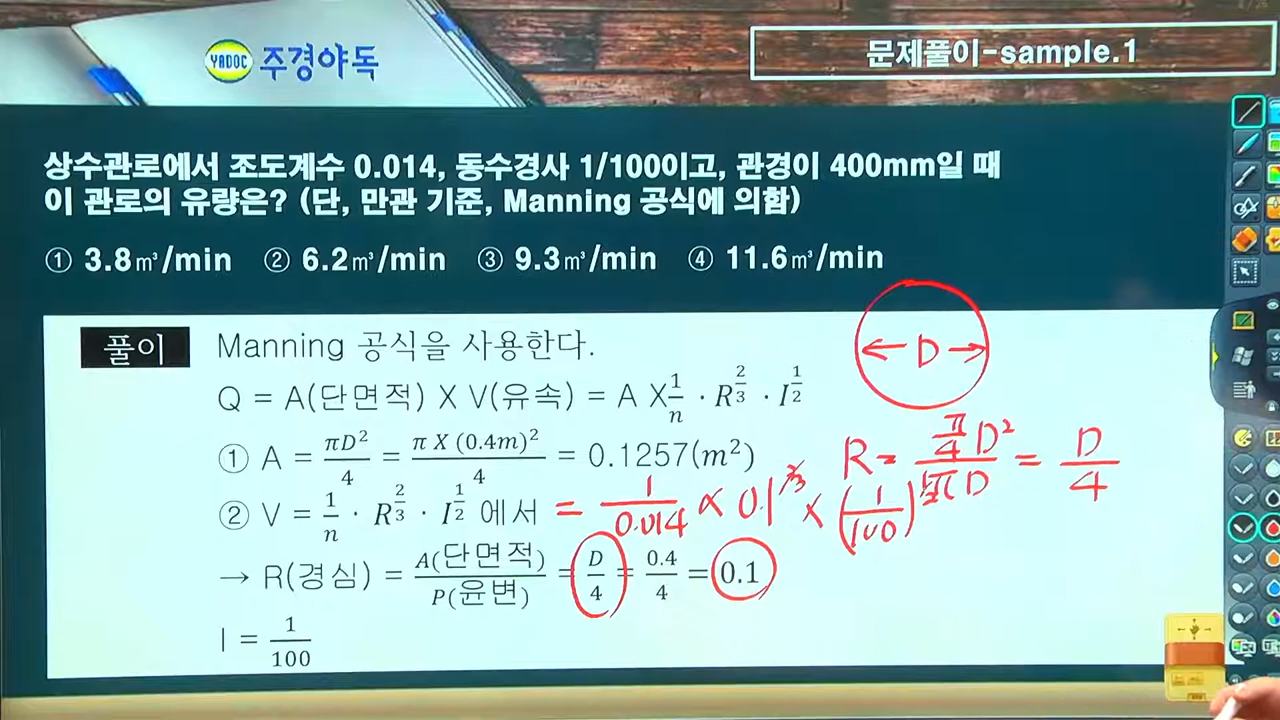 YADOC 주경야독
문제풀이-sample.1
상수관로에서 조도계수 0.014, 동수경사 1/100이고, 관경이 400mm일 때
이 관로의 유량은? (단, 만관 기준, Manning 공식에 의함)
① 3.8㎥/min ② 6.2㎥/min ③ 9.3㎥/min ④ 11.6㎥/min
풀이 Manning 공식을 사용한다.
D
Q = A(단면적) X V(유속) = A X 1/n · R^(2/3) · I^(1/2)
① A = πD²/4 = π X (0.4m)²/4 = 0.1257(m²)
R = (π/4 D²)/(πD) = D/4
② V = 1/n · R^(2/3) · I^(1/2) 에서 = 1/0.014 × 0.1^(2/3) × (1/100)^(1/2)
→ R(경심) = A(단면적)/P(윤변) = D/4 = 0.4/4 = 0.1
I = 1/100